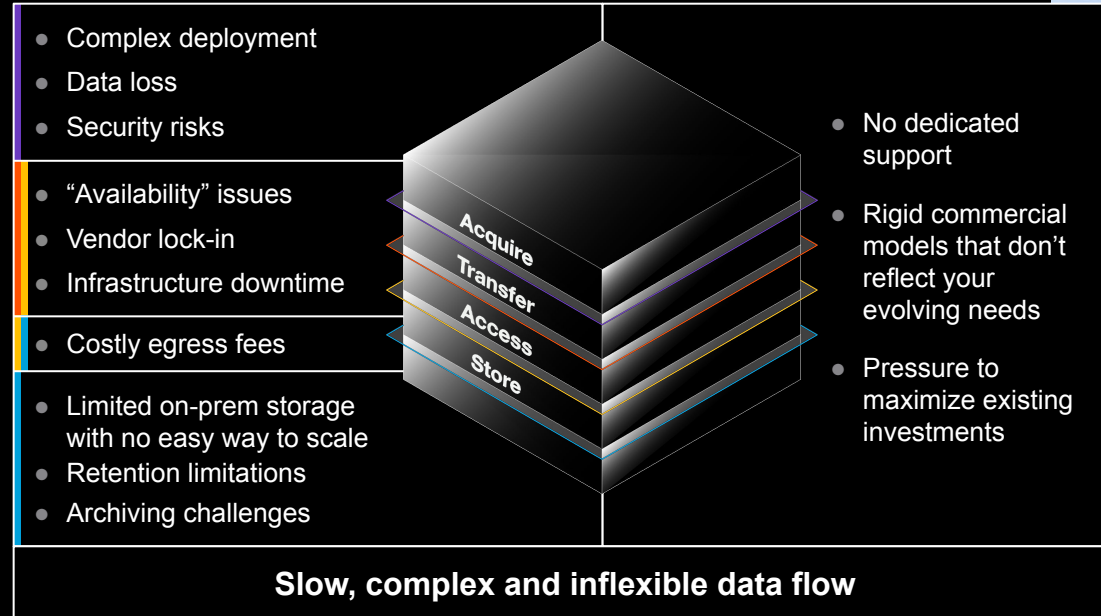 ● Complex deployment
● Data loss
● Security risks
● “Availability” issues
● Vendor lock-in
● Infrastructure downtime
● Costly egress fees
● Limited on-prem storage
with no easy way to scale
● Retention limitations
● Archiving challenges
Acquire
Transfer
Access
Store
● No dedicated
support
● Rigid commercial
models that don’t
reflect your
evolving needs
● Pressure to
maximize existing
investments
Slow, complex and inflexible data flow